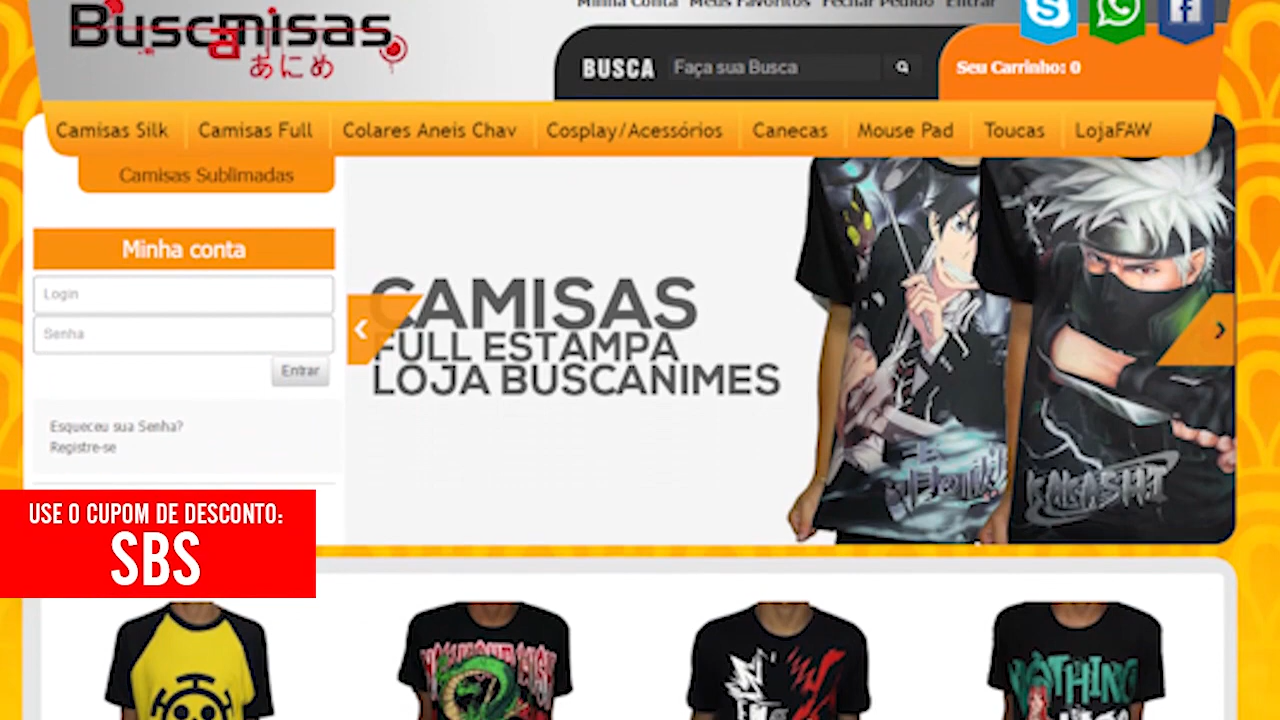 Minha Conta Meus Favoritos Fechar Pedido Entrar
Buscamisas
あにめ
BUSCA Faça sua Busca
Seu Carrinho: 0
Camisas Silk Camisas Full Colares Aneis Chav Cosplay/Acessórios Canecas Mouse Pad Toucas LojaFAW
Camisas Sublimadas
Minha conta
Login
Senha
Entrar
Esqueceu sua Senha?
Registre-se
CAMISAS
FULL ESTAMPA
LOJA BUSCANIMES
KAKASHI
USE O CUPOM DE DESCONTO:
SBS
NOTHING